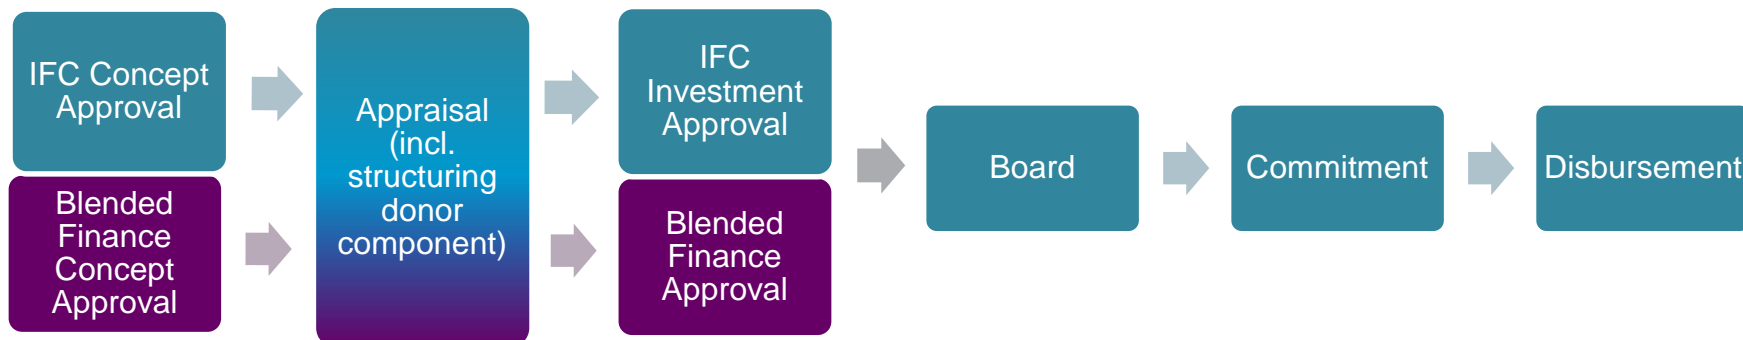 IFC Concept
Approval
Blended
Finance
Concept
Approval
Appraisal
(incl.
structuring
donor
component)
IFC
Investment
Approval
Blended
Finance
Approval
Board
Commitment
Disbursement